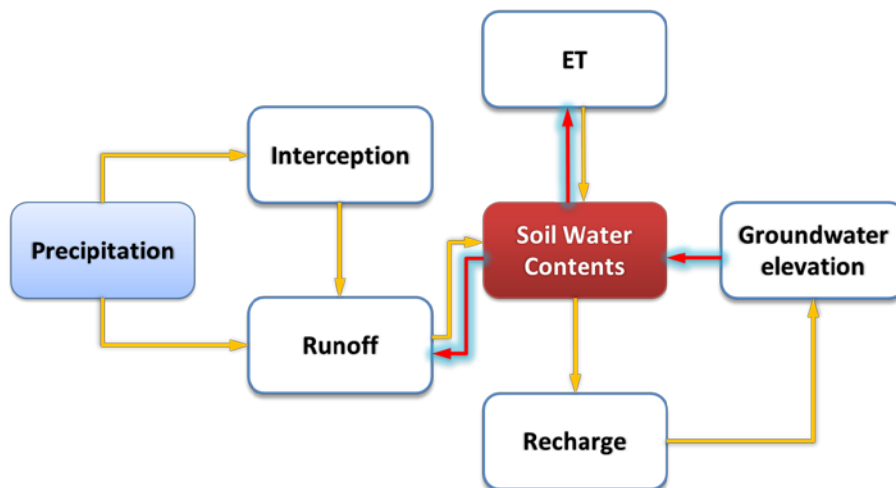 ET
Interception
Precipitation
Soil Water
Contents
Groundwater
elevation
Runoff
Recharge